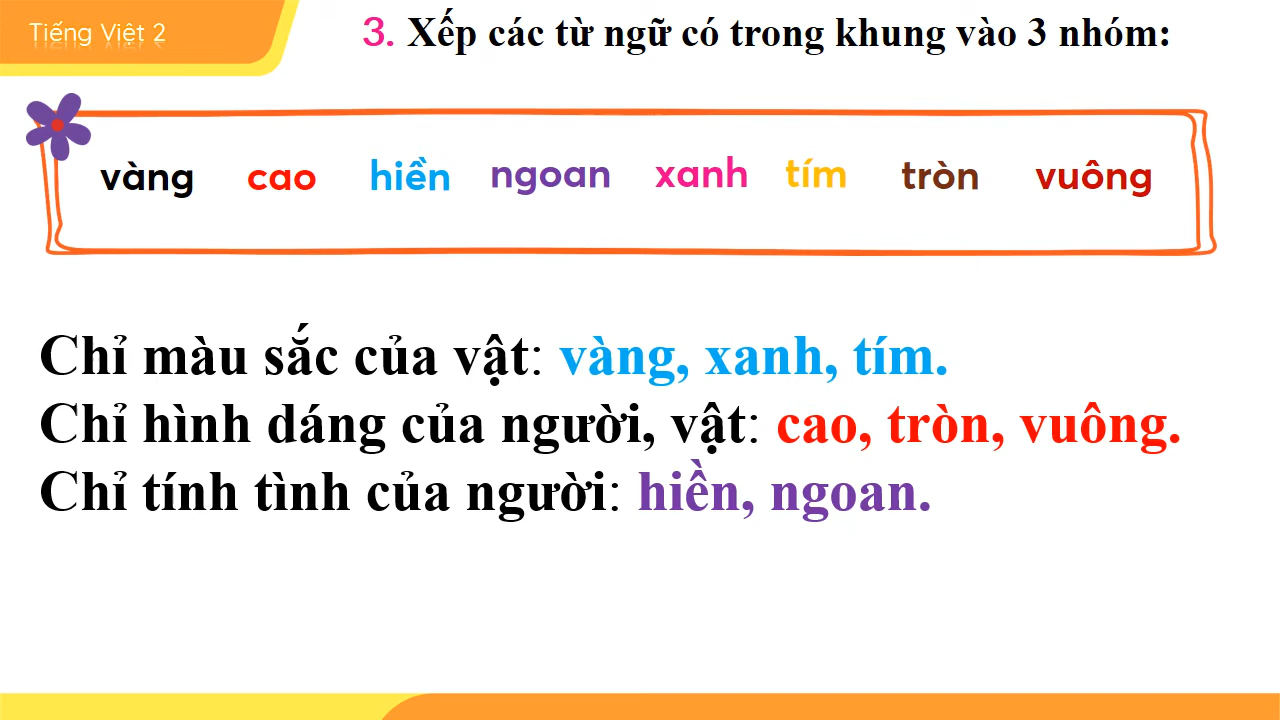 Tiếng Việt 2
3. Xếp các từ ngữ có trong khung vào 3 nhóm:
vàng cao hiền ngoan xanh tím tròn vuông
Chỉ màu sắc của vật: vàng, xanh, tím.
Chỉ hình dáng của người, vật: cao, tròn, vuông.
Chỉ tính tình của người: hiền, ngoan.